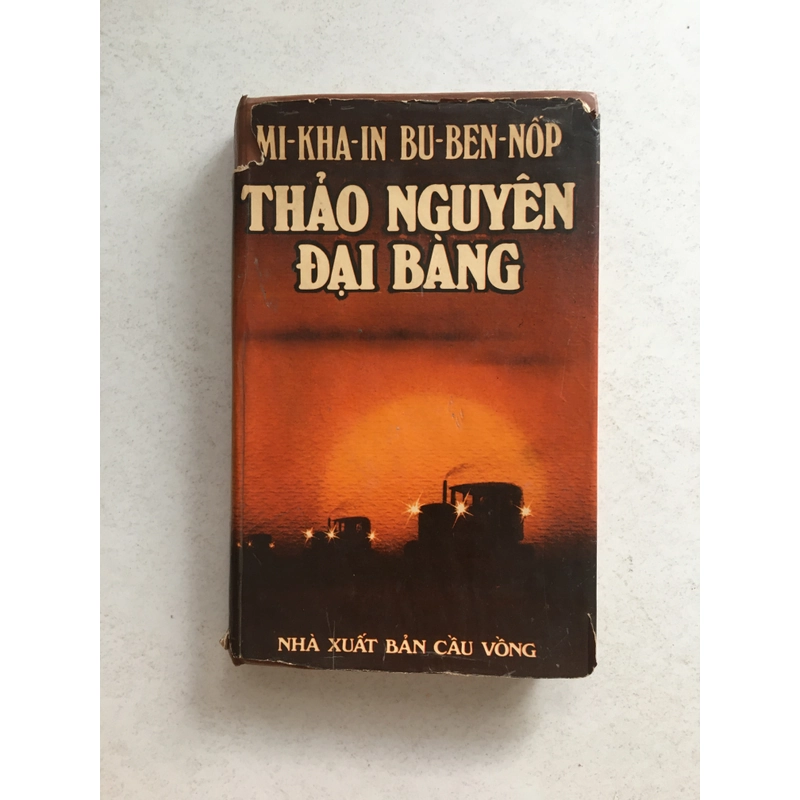 MI-KHA-IN BU-BEN-NỐP
THẢO NGUYÊN
ĐẠI BÀNG
NHÀ XUẤT BẢN CẦU VỒNG